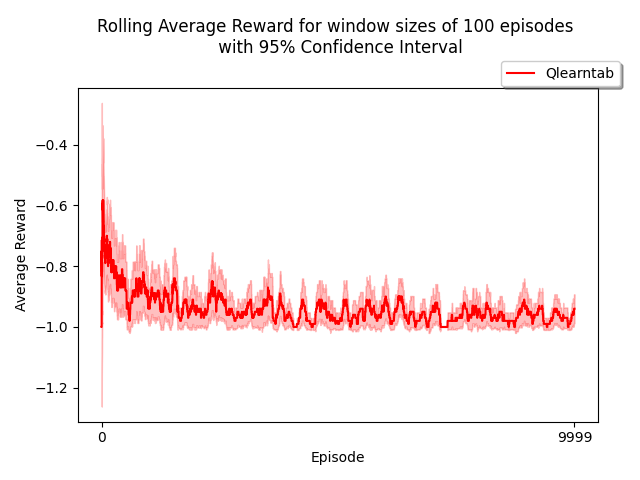 Rolling Average Reward for window sizes of 100 episodes
with 95% Confidence Interval
Qlearntab
Average Reward
−0.4
−0.6
−0.8
−1.0
−1.2
0
9999
Episode